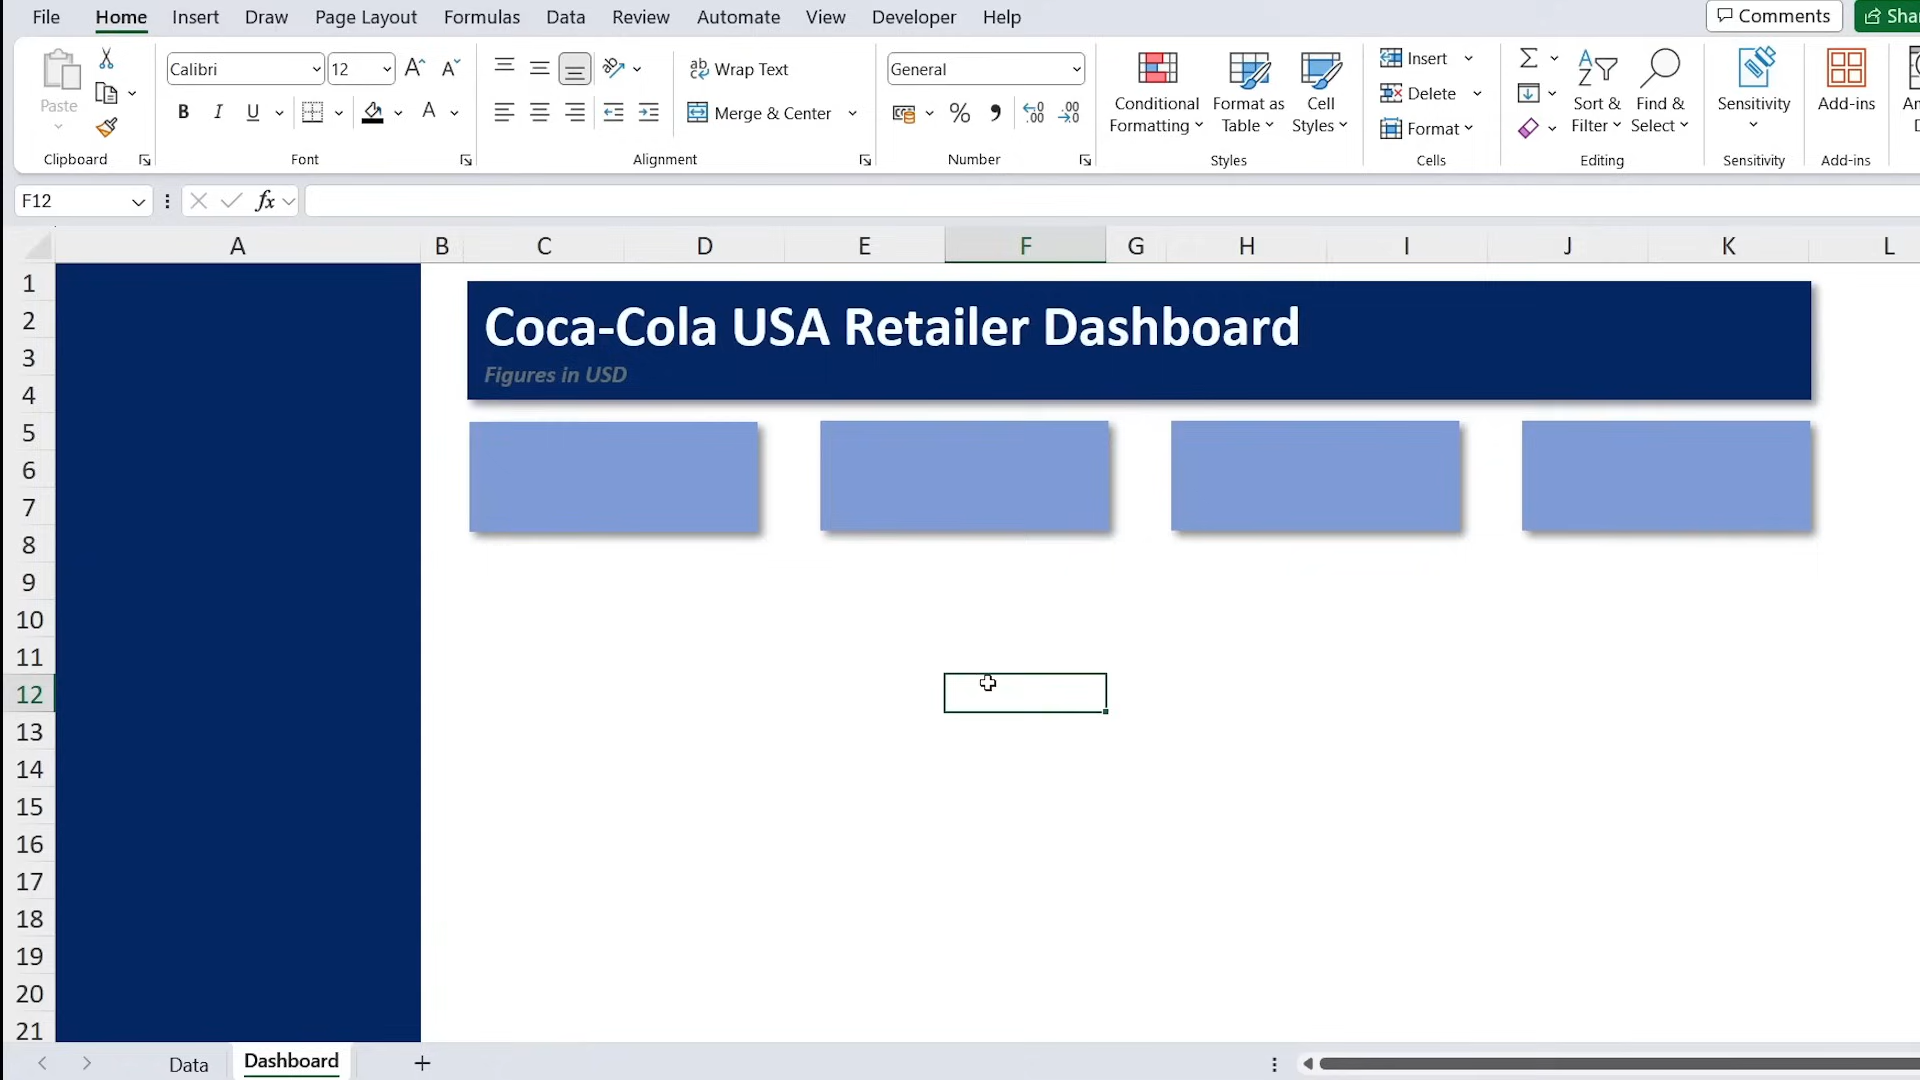 File Home Insert Draw Page Layout Formulas Data Review Automate View Developer Help Comments Shar
Paste
Calibri 12
B I U A
ab Wrap Text
Merge & Center
General
%
Conditional Formatting
Format as Table
Cell Styles
Insert
Delete
Format
Sort & Filter
Find & Select
Sensitivity
Add-ins
Clipboard Font Alignment Number Styles Cells Editing Sensitivity Add-ins
F12 fx
A B C D E F G H I J K L
1
2
3
4
5
6
7
8
9
10
11
12
13
14
15
16
17
18
19
20
21
Coca-Cola USA Retailer Dashboard
Figures in USD
Data Dashboard +